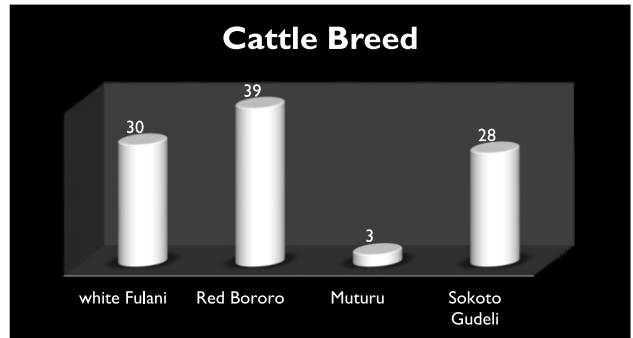 Cattle Breed
39
30
28
3
white Fulani Red Bororo Muturu Sokoto
Gudeli